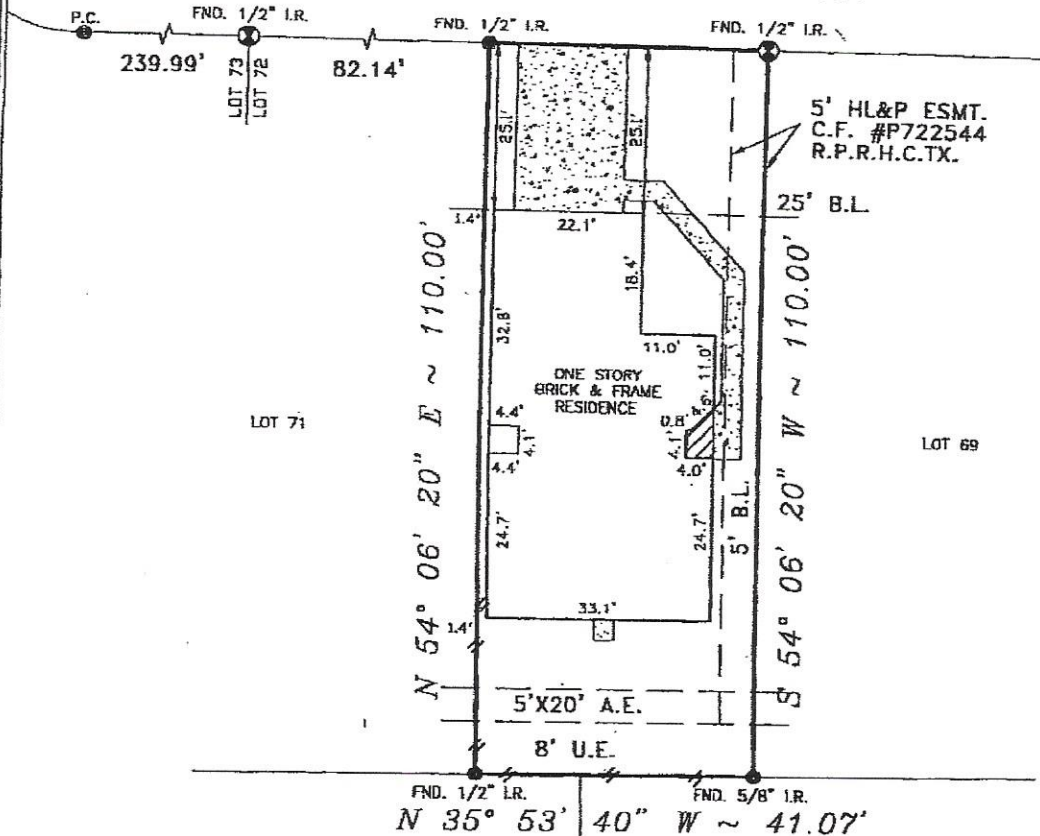 P.C.
FND. 1/2" I.R.
FND. 1/2" I.R.
FND. 1/2" I.R.
239.99'
LOT 73
LOT 72
82.14'
25.1'
25.1'
5' HL&P ESMT.
C.F. #P722544
R.P.R.H.C.TX.
25' B.L.
1.4'
22.1'
18.4'
32.8'
11.0'
11.0'
N 54° 06' 20" E ~ 110.00'
S 54° 06' 20" W ~ 110.00'
ONE STORY
BRICK & FRAME
RESIDENCE
LOT 71
LOT 69
4.4'
4.1'
4.4'
0.8'
4.1'
4.0'
24.7'
24.7'
5' B.L.
33.1'
1.4'
5'X20' A.E.
8' U.E.
FND. 1/2" I.R.
FND. 5/8" I.R.
N 35° 53' 40" W ~ 41.07'